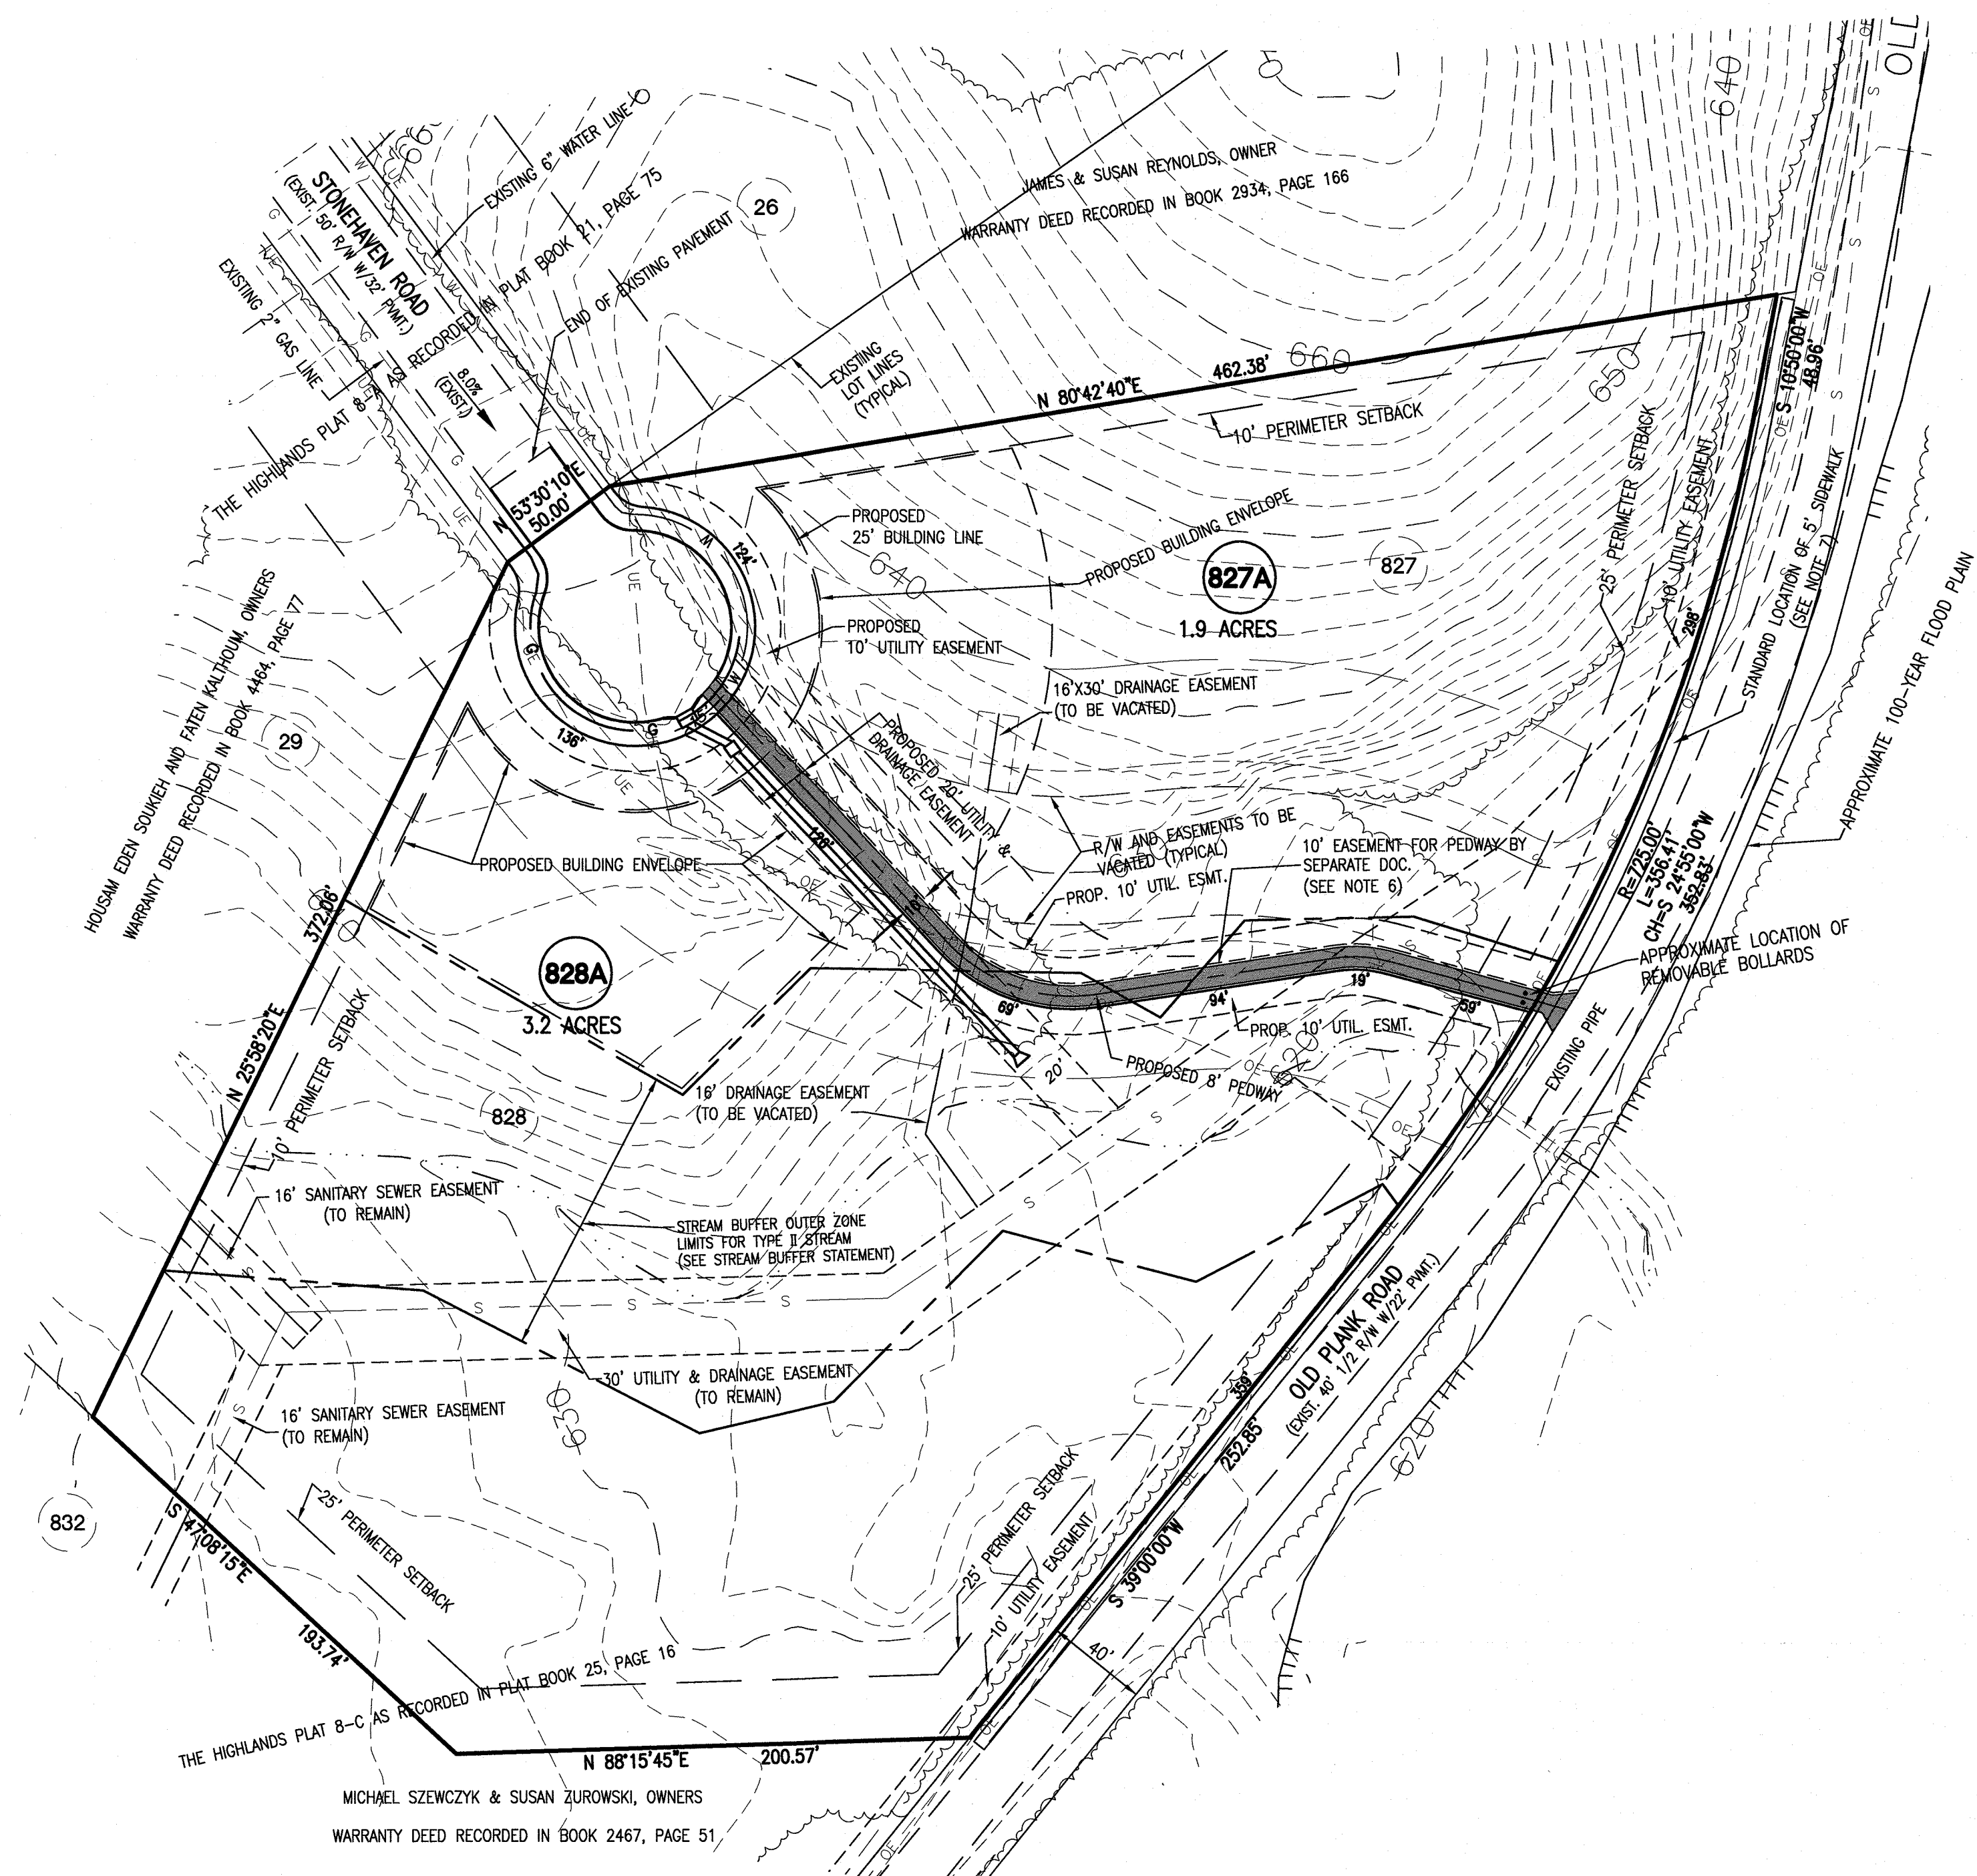 OLD
640
660
STONEHAVEN ROAD
(EXIST. 50' R/W W/32' PVMT.)
EXISTING 6" WATER LINE
EXISTING 2" GAS LINE
THE HIGHLANDS PLAT 8-A AS RECORDED IN PLAT BOOK 21, PAGE 75
END OF EXISTING PAVEMENT
26
JAMES & SUSAN REYNOLDS, OWNER
WARRANTY DEED RECORDED IN BOOK 2934, PAGE 166
8.0%
(EXIST.)
EXISTING
LOT LINES
(TYPICAL)
N 80°42'40"E
462.38'
660
650
10' PERIMETER SETBACK
S 10°50'00"W
48.96'
N 53°30'10"E
50.00'
124'
PROPOSED
25' BUILDING LINE
640
PROPOSED BUILDING ENVELOPE
827A
1.9 ACRES
827
PROPOSED
10' UTILITY EASEMENT
25' PERIMETER SETBACK
10' UTILITY EASEMENT
298'
STANDARD LOCATION OF 5' SIDEWALK
(SEE NOTE 7)
APPROXIMATE 100-YEAR FLOOD PLAIN
16'X30' DRAINAGE EASEMENT
(TO BE VACATED)
HOUSAM EDEN SOUKIEH AND FATEN KALTHOUM, OWNERS
WARRANTY DEED RECORDED IN BOOK 4464, PAGE 177
29
136'
PROPOSED 20' UTILITY &
DRAINAGE EASEMENT
PROPOSED BUILDING ENVELOPE
126'
16'
R/W AND EASEMENTS TO BE
VACATED (TYPICAL)
PROP. 10' UTIL. ESMT.
10' EASEMENT FOR PEDWAY BY
SEPARATE DOC.
(SEE NOTE 6)
R=725.00'
L=356.41'
CH=S 24°55'00"W
352.83'
APPROXIMATE LOCATION OF
REMOVABLE BOLLARDS
372.06'
N 25°58'20"E
828A
3.2 ACRES
10' PERIMETER SETBACK
69'
94'
19'
59'
PROP. 10' UTIL. ESMT.
20'
PROPOSED 8' PEDWAY
620
EXISTING PIPE
828
16' DRAINAGE EASEMENT
(TO BE VACATED)
16' SANITARY SEWER EASEMENT
(TO REMAIN)
STREAM BUFFER OUTER ZONE
LIMITS FOR TYPE II STREAM
(SEE STREAM BUFFER STATEMENT)
30' UTILITY & DRAINAGE EASEMENT
(TO REMAIN)
16' SANITARY SEWER EASEMENT
(TO REMAIN)
630
OLD PLANK ROAD
(EXIST. 40' 1/2 R/W W/22' PVMT.)
359'
252.85'
S 39°00'00"W
620
832
S 47°08'15"E
193.74'
25' PERIMETER SETBACK
25' PERIMETER SETBACK
10' UTILITY EASEMENT
40'
THE HIGHLANDS PLAT 8-C AS RECORDED IN PLAT BOOK 25, PAGE 16
N 88°15'45"E
200.57'
MICHAEL SZEWCZYK & SUSAN ZUROWSKI, OWNERS
WARRANTY DEED RECORDED IN BOOK 2467, PAGE 51